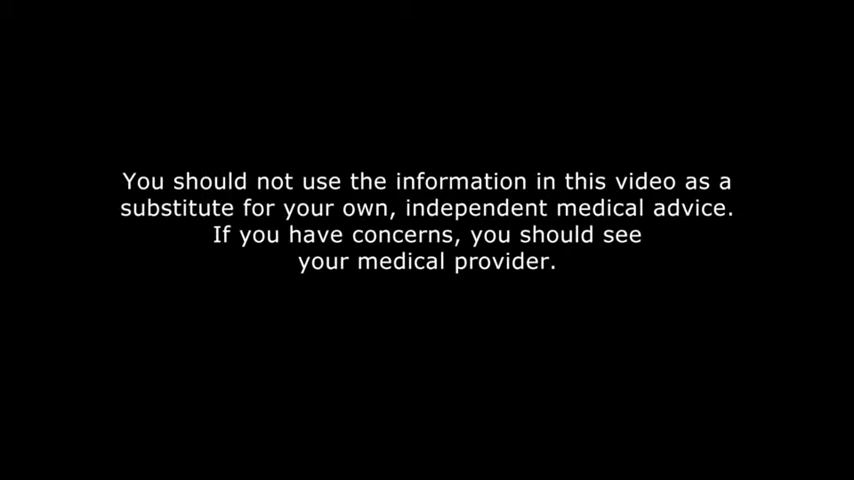 You should not use the information in this video as a
substitute for your own, independent medical advice.
If you have concerns, you should see
your medical provider.